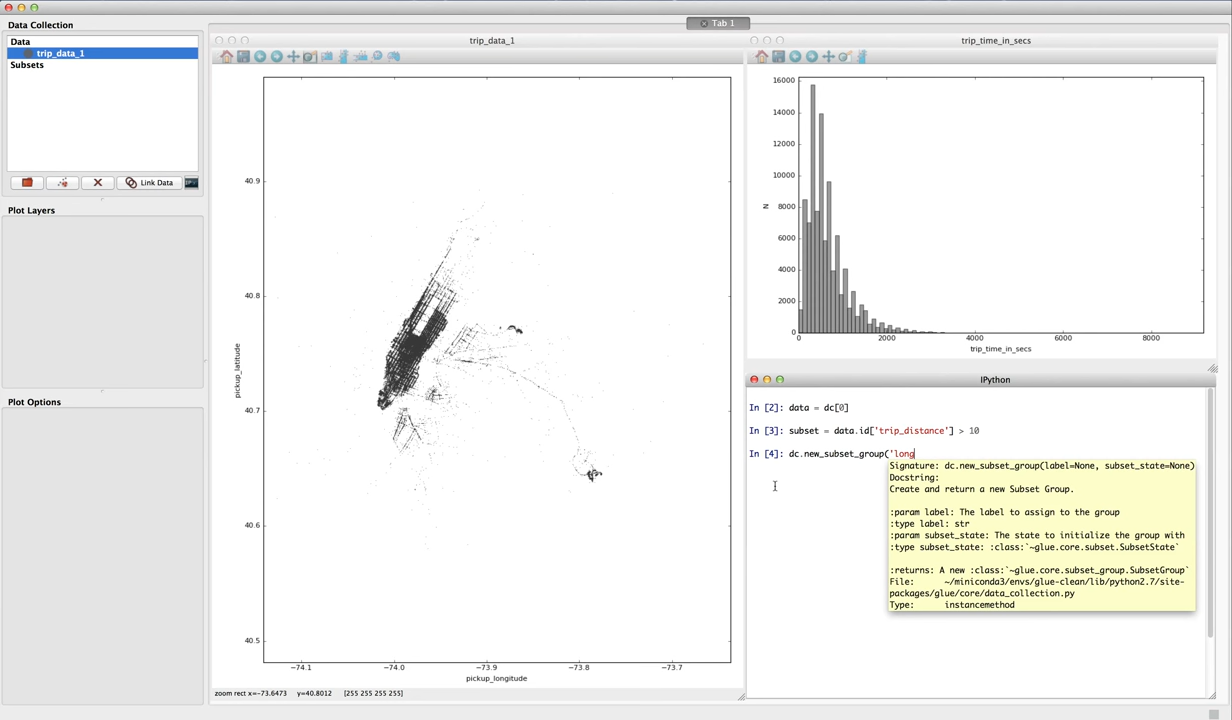 Tab 1
Data Collection
Data
trip_data_1
Subsets
Link Data
Plot Layers
Plot Options
trip_data_1
40.9
40.8
40.7
40.6
40.5
pickup_latitude
−74.1
−74.0
−73.9
−73.8
−73.7
pickup_longitude
zoom rect x=-73.6473 y=40.8012 [255 255 255 255]
trip_time_in_secs
16000
14000
12000
10000
8000
6000
4000
2000
0
N
0
2000
4000
6000
8000
trip_time_in_secs
IPython
In [2]: data = dc[0]
In [3]: subset = data.id['trip_distance'] > 10
In [4]: dc.new_subset_group('long
Signature: dc.new_subset_group(label=None, subset_state=None)
Docstring:
Create and return a new Subset Group.
:param label: The label to assign to the group
:type label: str
:param subset_state: The state to initialize the group with
:type subset_state: :class:`~glue.core.subset.SubsetState`
:returns: A new :class:`~glue.core.subset_group.SubsetGroup`
File: ~/miniconda3/envs/glue-clean/lib/python2.7/site-
packages/glue/core/data_collection.py
Type: instancemethod